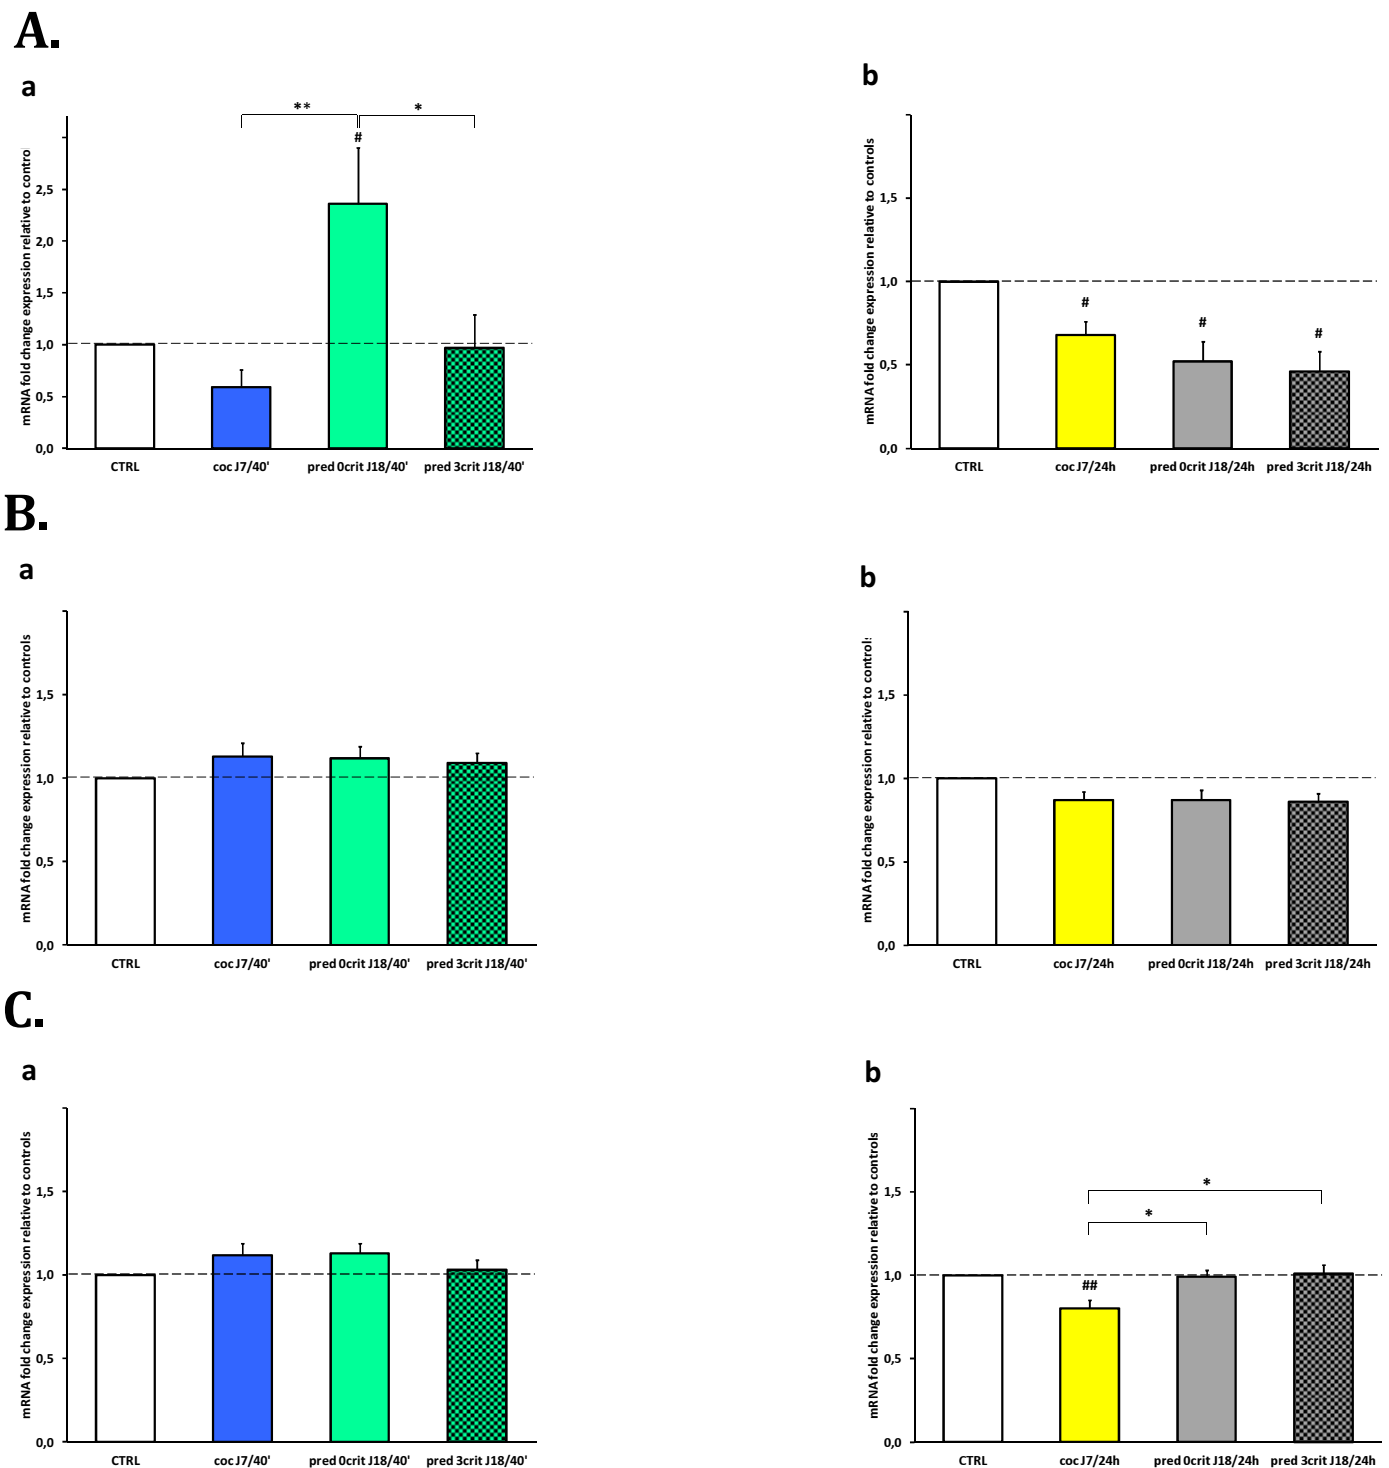 A.
a
** *
#
mRNA fold change expression relative to contro
2,5
2,0
1,5
1,0
0,5
0,0
CTRL coc J7/40' pred 0crit J18/40' pred 3crit J18/40'
b
mRNA fold change expression relative to controls
1,5
1,0
0,5
0,0
# # #
CTRL coc J7/24h pred 0crit J18/24h pred 3crit J18/24h
B.
a
mRNA fold change expression relative to controls
1,5
1,0
0,5
0,0
CTRL coc J7/40' pred 0crit J18/40' pred 3crit J18/40'
b
mRNA fold change expression relative to controls
1,5
1,0
0,5
0,0
CTRL coc J7/24h pred 0crit J18/24h pred 3crit J18/24h
C.
a
mRNA fold change expression relative to controls
1,5
1,0
0,5
0,0
CTRL coc J7/40' pred 0crit J18/40' pred 3crit J18/40'
b
mRNA fold change expression relative to controls
1,5
1,0
0,5
0,0
*
*
##
CTRL coc J7/24h pred 0crit J18/24h pred 3crit J18/24h